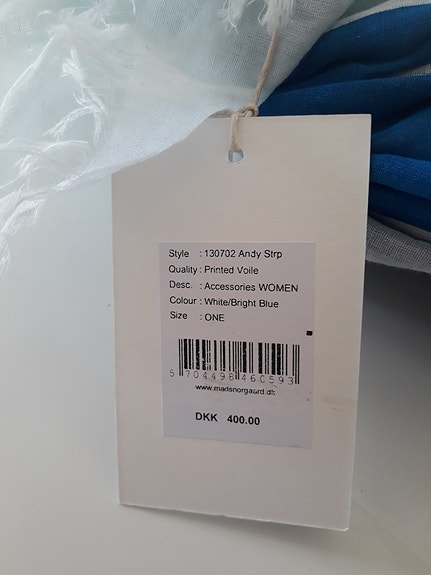 Style : 130702 Andy Strp
Quality : Printed Voile
Desc. : Accessories WOMEN
Colour : White/Bright Blue
Size : ONE
5 704498 460593
www.madsnorgaard.dk
DKK 400.00